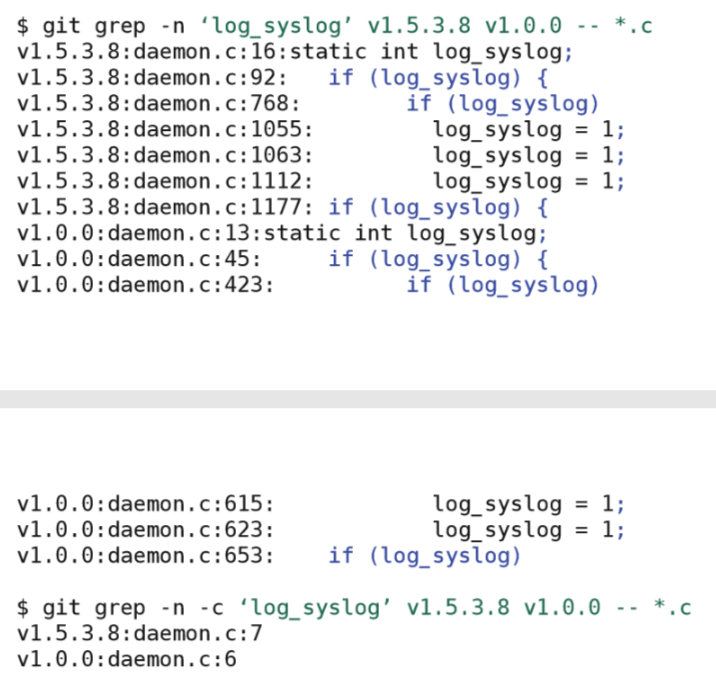 $ git grep -n ‘log_syslog’ v1.5.3.8 v1.0.0 -- *.c
v1.5.3.8:daemon.c:16:static int log_syslog;
v1.5.3.8:daemon.c:92:   if (log_syslog) {
v1.5.3.8:daemon.c:768:        if (log_syslog)
v1.5.3.8:daemon.c:1055:         log_syslog = 1;
v1.5.3.8:daemon.c:1063:         log_syslog = 1;
v1.5.3.8:daemon.c:1112:         log_syslog = 1;
v1.5.3.8:daemon.c:1177: if (log_syslog) {
v1.0.0:daemon.c:13:static int log_syslog;
v1.0.0:daemon.c:45:     if (log_syslog) {
v1.0.0:daemon.c:423:          if (log_syslog)
v1.0.0:daemon.c:615:            log_syslog = 1;
v1.0.0:daemon.c:623:            log_syslog = 1;
v1.0.0:daemon.c:653:    if (log_syslog)
$ git grep -n -c ‘log_syslog’ v1.5.3.8 v1.0.0 -- *.c
v1.5.3.8:daemon.c:7
v1.0.0:daemon.c:6